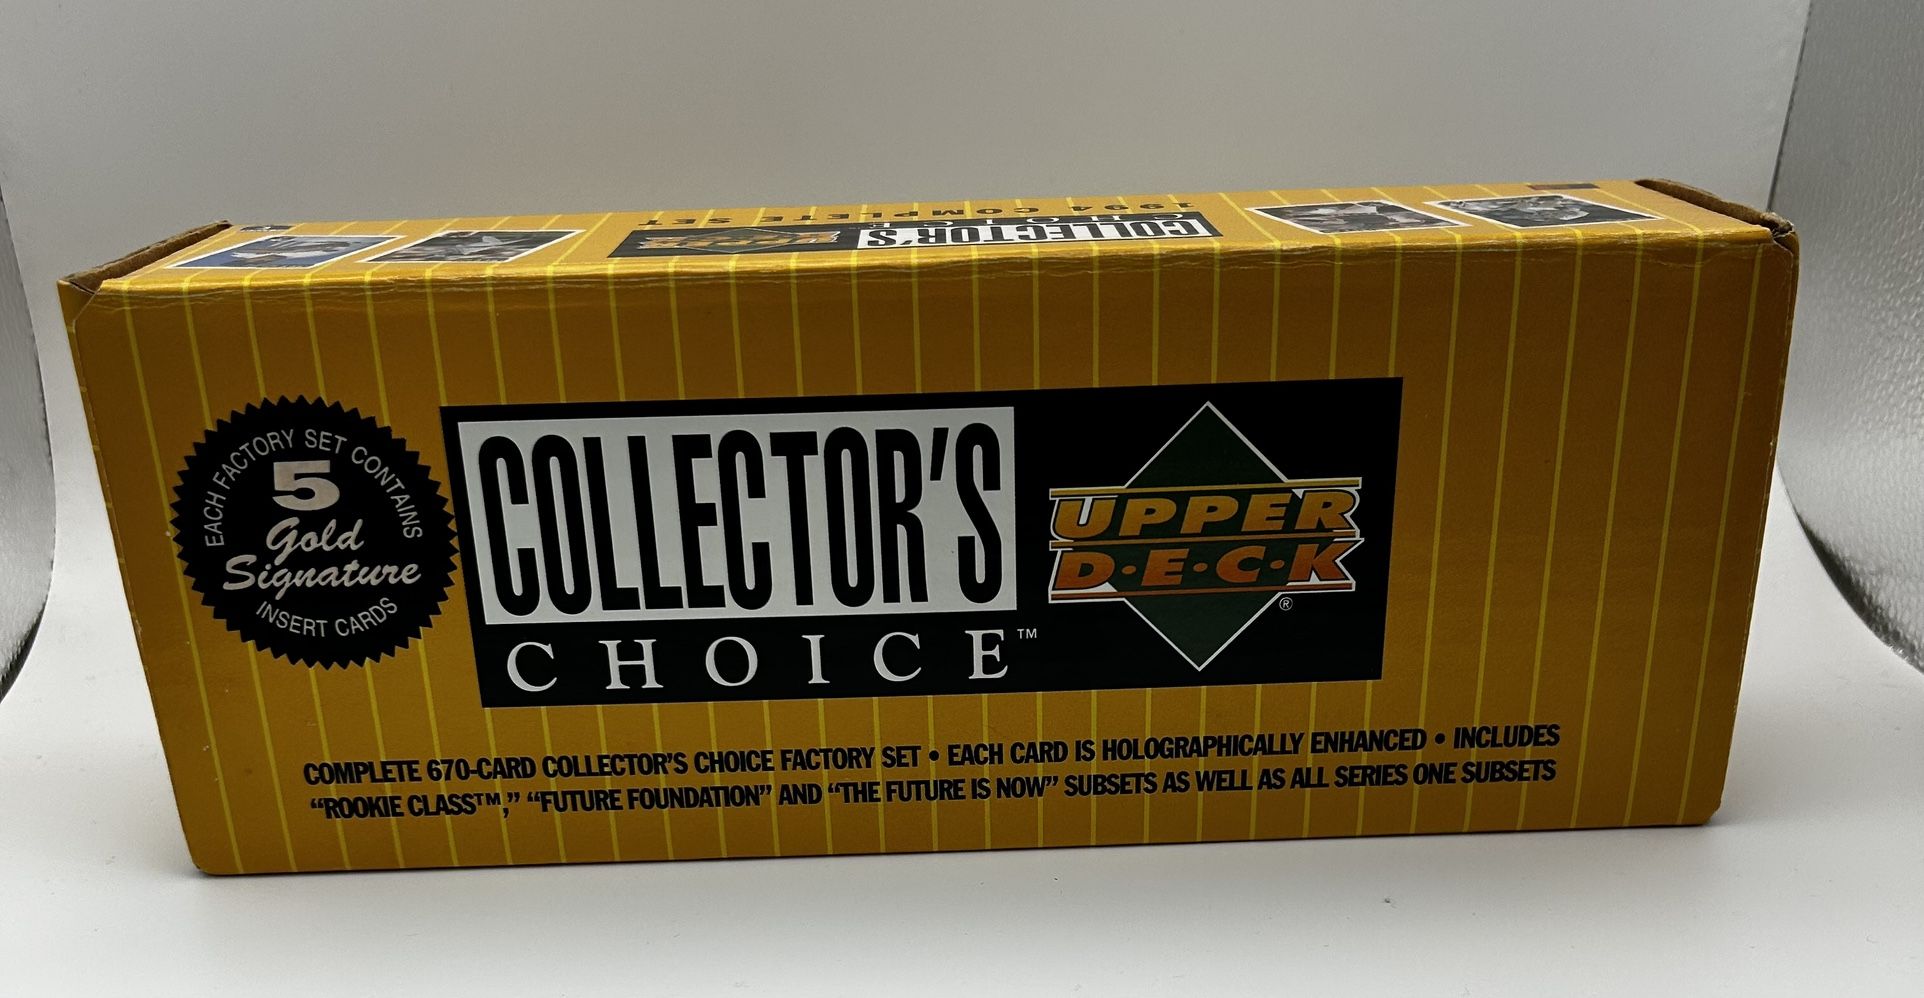 1994 COMPLETE SET
COLLECTOR'S
CHOICE
UPPER
EACH FACTORY SET CONTAINS
5
Gold
Signature
INSERT CARDS
COLLECTOR'S
CHOICE™
UPPER
D•E•C•K
®
COMPLETE 670-CARD COLLECTOR'S CHOICE FACTORY SET • EACH CARD IS HOLOGRAPHICALLY ENHANCED • INCLUDES
“ROOKIE CLASS™,” “FUTURE FOUNDATION” AND “THE FUTURE IS NOW” SUBSETS AS WELL AS ALL SERIES ONE SUBSETS